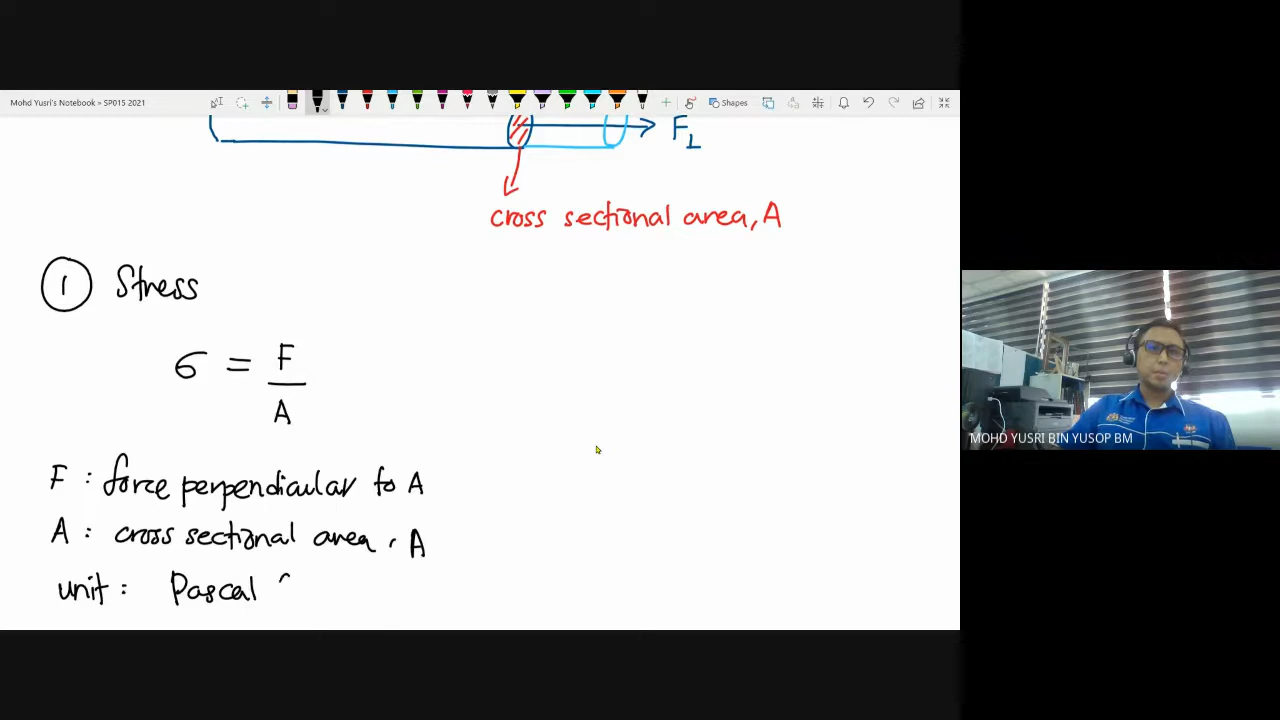 Mohd Yusri's Notebook » SP015 2021
Shapes
F⊥
cross sectional area, A
① Stress
σ = F
A
F : force perpendicular to A
A : cross sectional area, A
unit : Pascal (
MOHD YUSRI BIN YUSOP BM